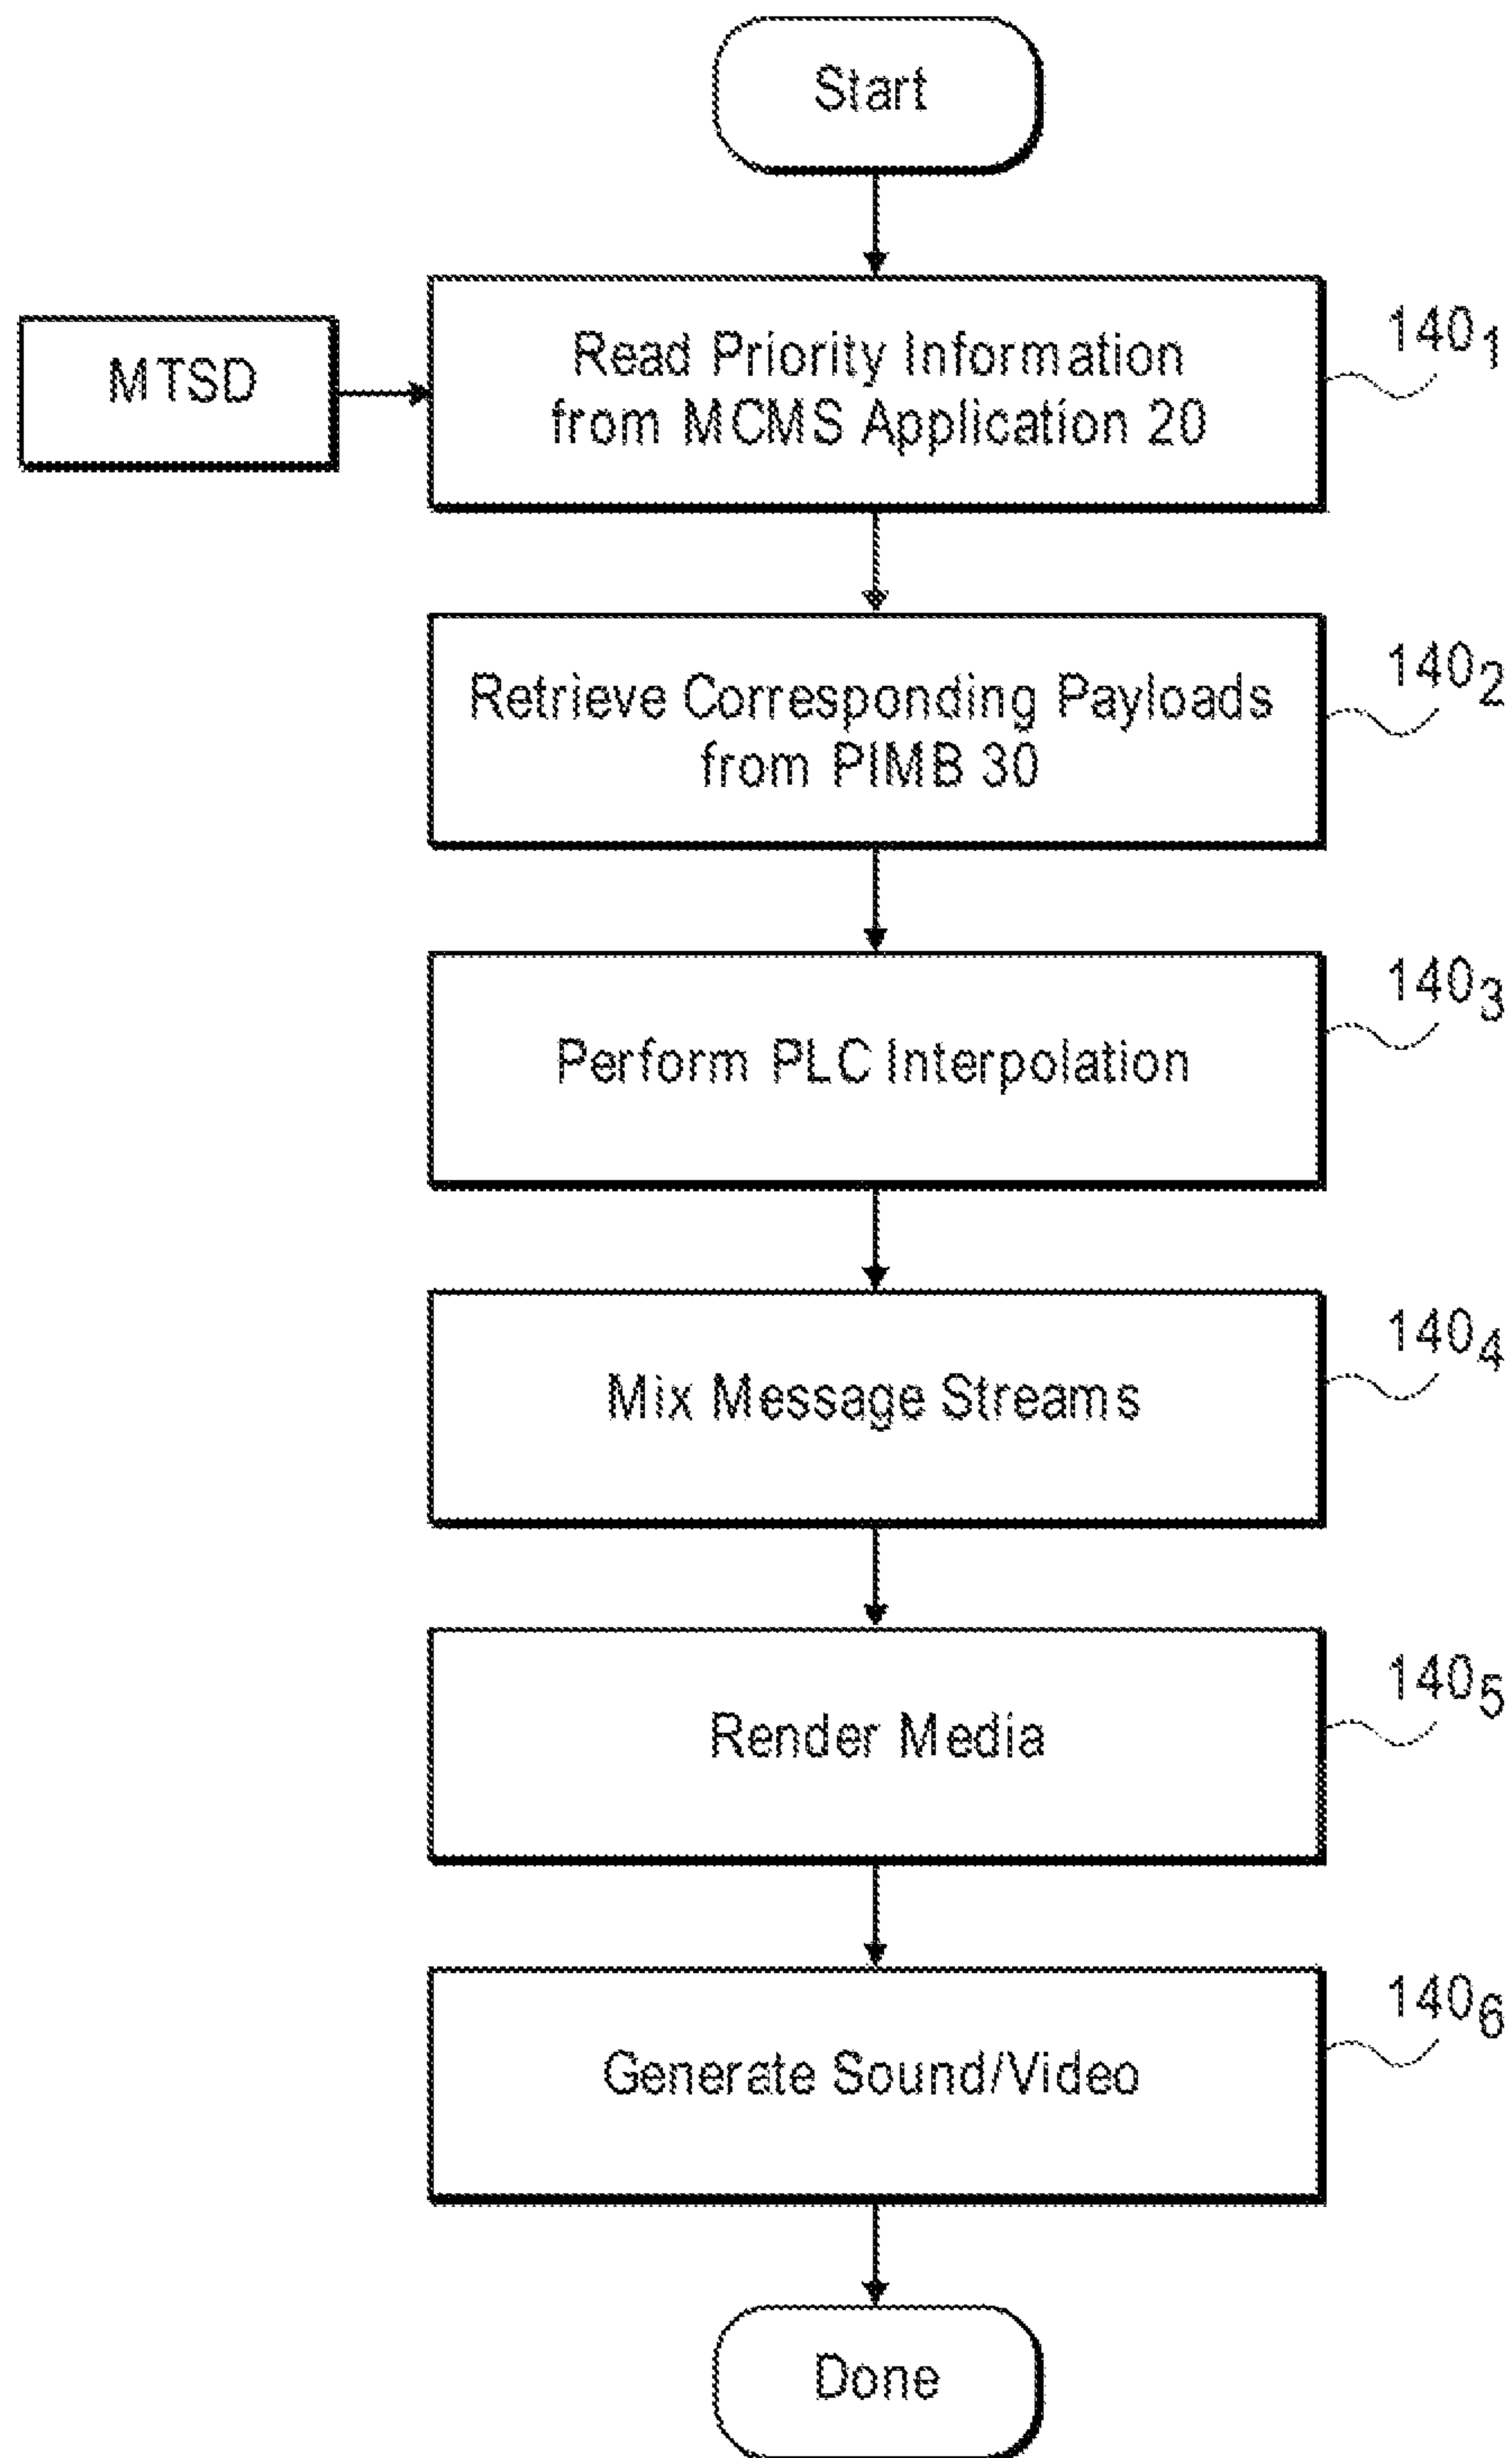 Start
MTSD
Read Priority Information
from MCMS Application 20
140₁
Retrieve Corresponding Payloads
from PIMB 30
140₂
Perform PLC Interpolation
140₃
Mix Message Streams
140₄
Render Media
140₅
Generate Sound/Video
140₆
Done